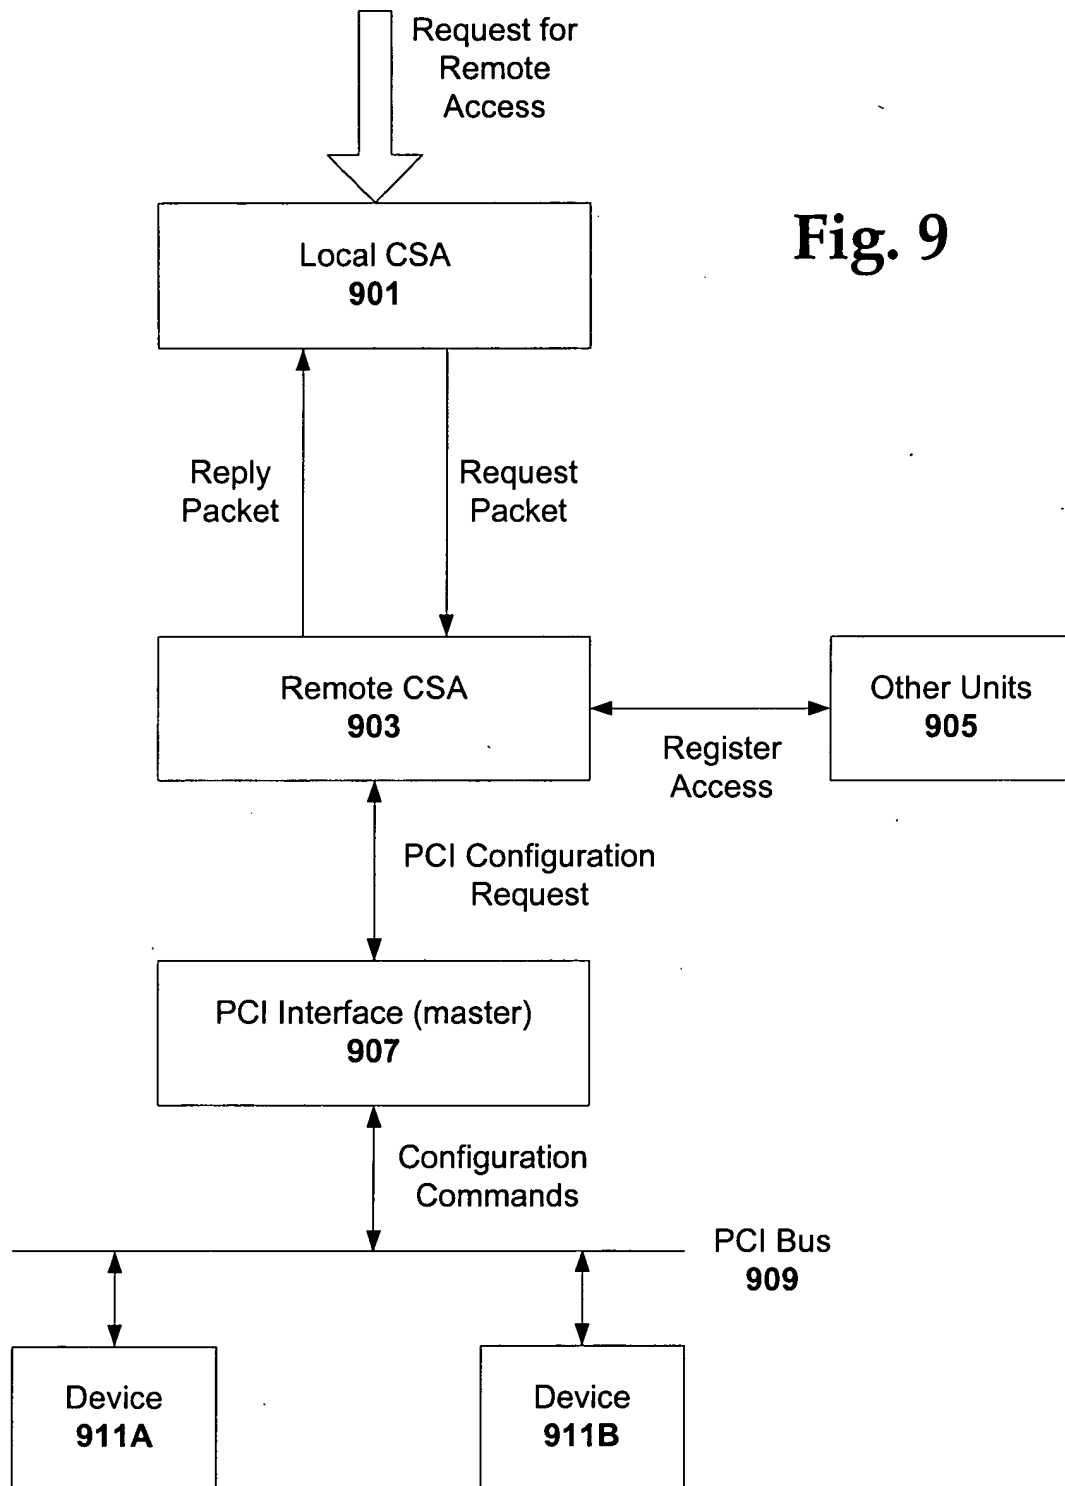 Request for
Remote
Access
Fig. 9
Local CSA
901
Reply
Packet
Request
Packet
Remote CSA
903
Other Units
905
Register
Access
PCI Configuration
Request
PCI Interface (master)
907
Configuration
Commands
PCI Bus
909
Device
911A
Device
911B